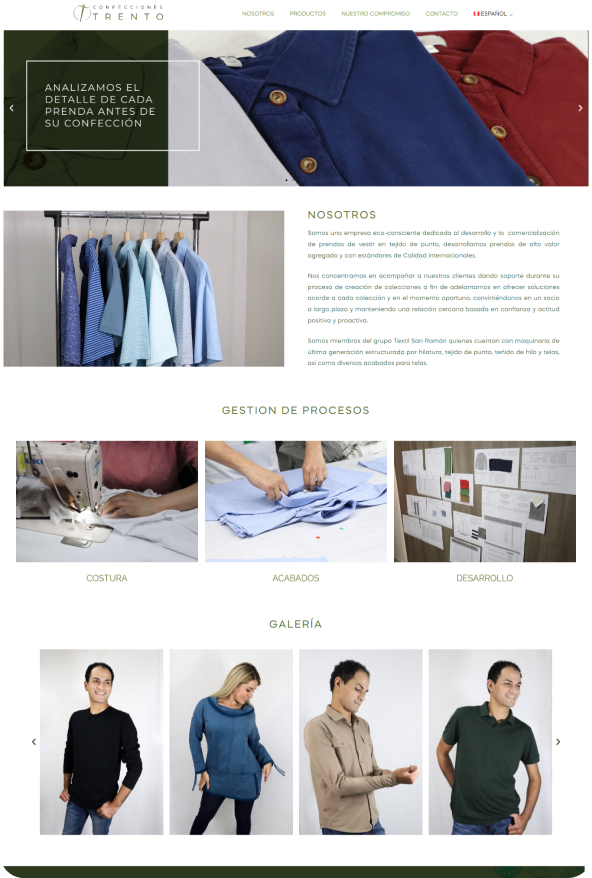 CONFECCIONES
TRENTO
NOSOTROS
PRODUCTOS
NUESTRO COMPROMISO
CONTACTO
ESPAÑOL
ANALIZAMOS EL
DETALLE DE CADA
PRENDA ANTES DE
SU CONFECCIÓN
NOSOTROS
Somos una empresa eco-consciente dedicada al desarrollo y la comercialización
de prendas de vestir en tejido de punto, desarrollamos prendas de alto valor
agregado y con estándares de Calidad Internacionales.
Nos concentramos en acompañar a nuestros clientes dando soporte durante su
proceso de creación de colecciones a fin de adelantarnos en ofrecer soluciones
acorde a cada colección y en el momento oportuno, convirtiéndonos en un socio
a largo plazo y manteniendo una relación cercana basada en confianza y actitud
positiva y proactiva.
Somos miembros del grupo Textil San Ramón quienes cuentan con maquinaria de
última generación estructurado por hilatura, tejido de punto, teñido de hilo y telas,
así como diversos acabados para telas.
GESTION DE PROCESOS
COSTURA
ACABADOS
DESARROLLO
GALERÍA